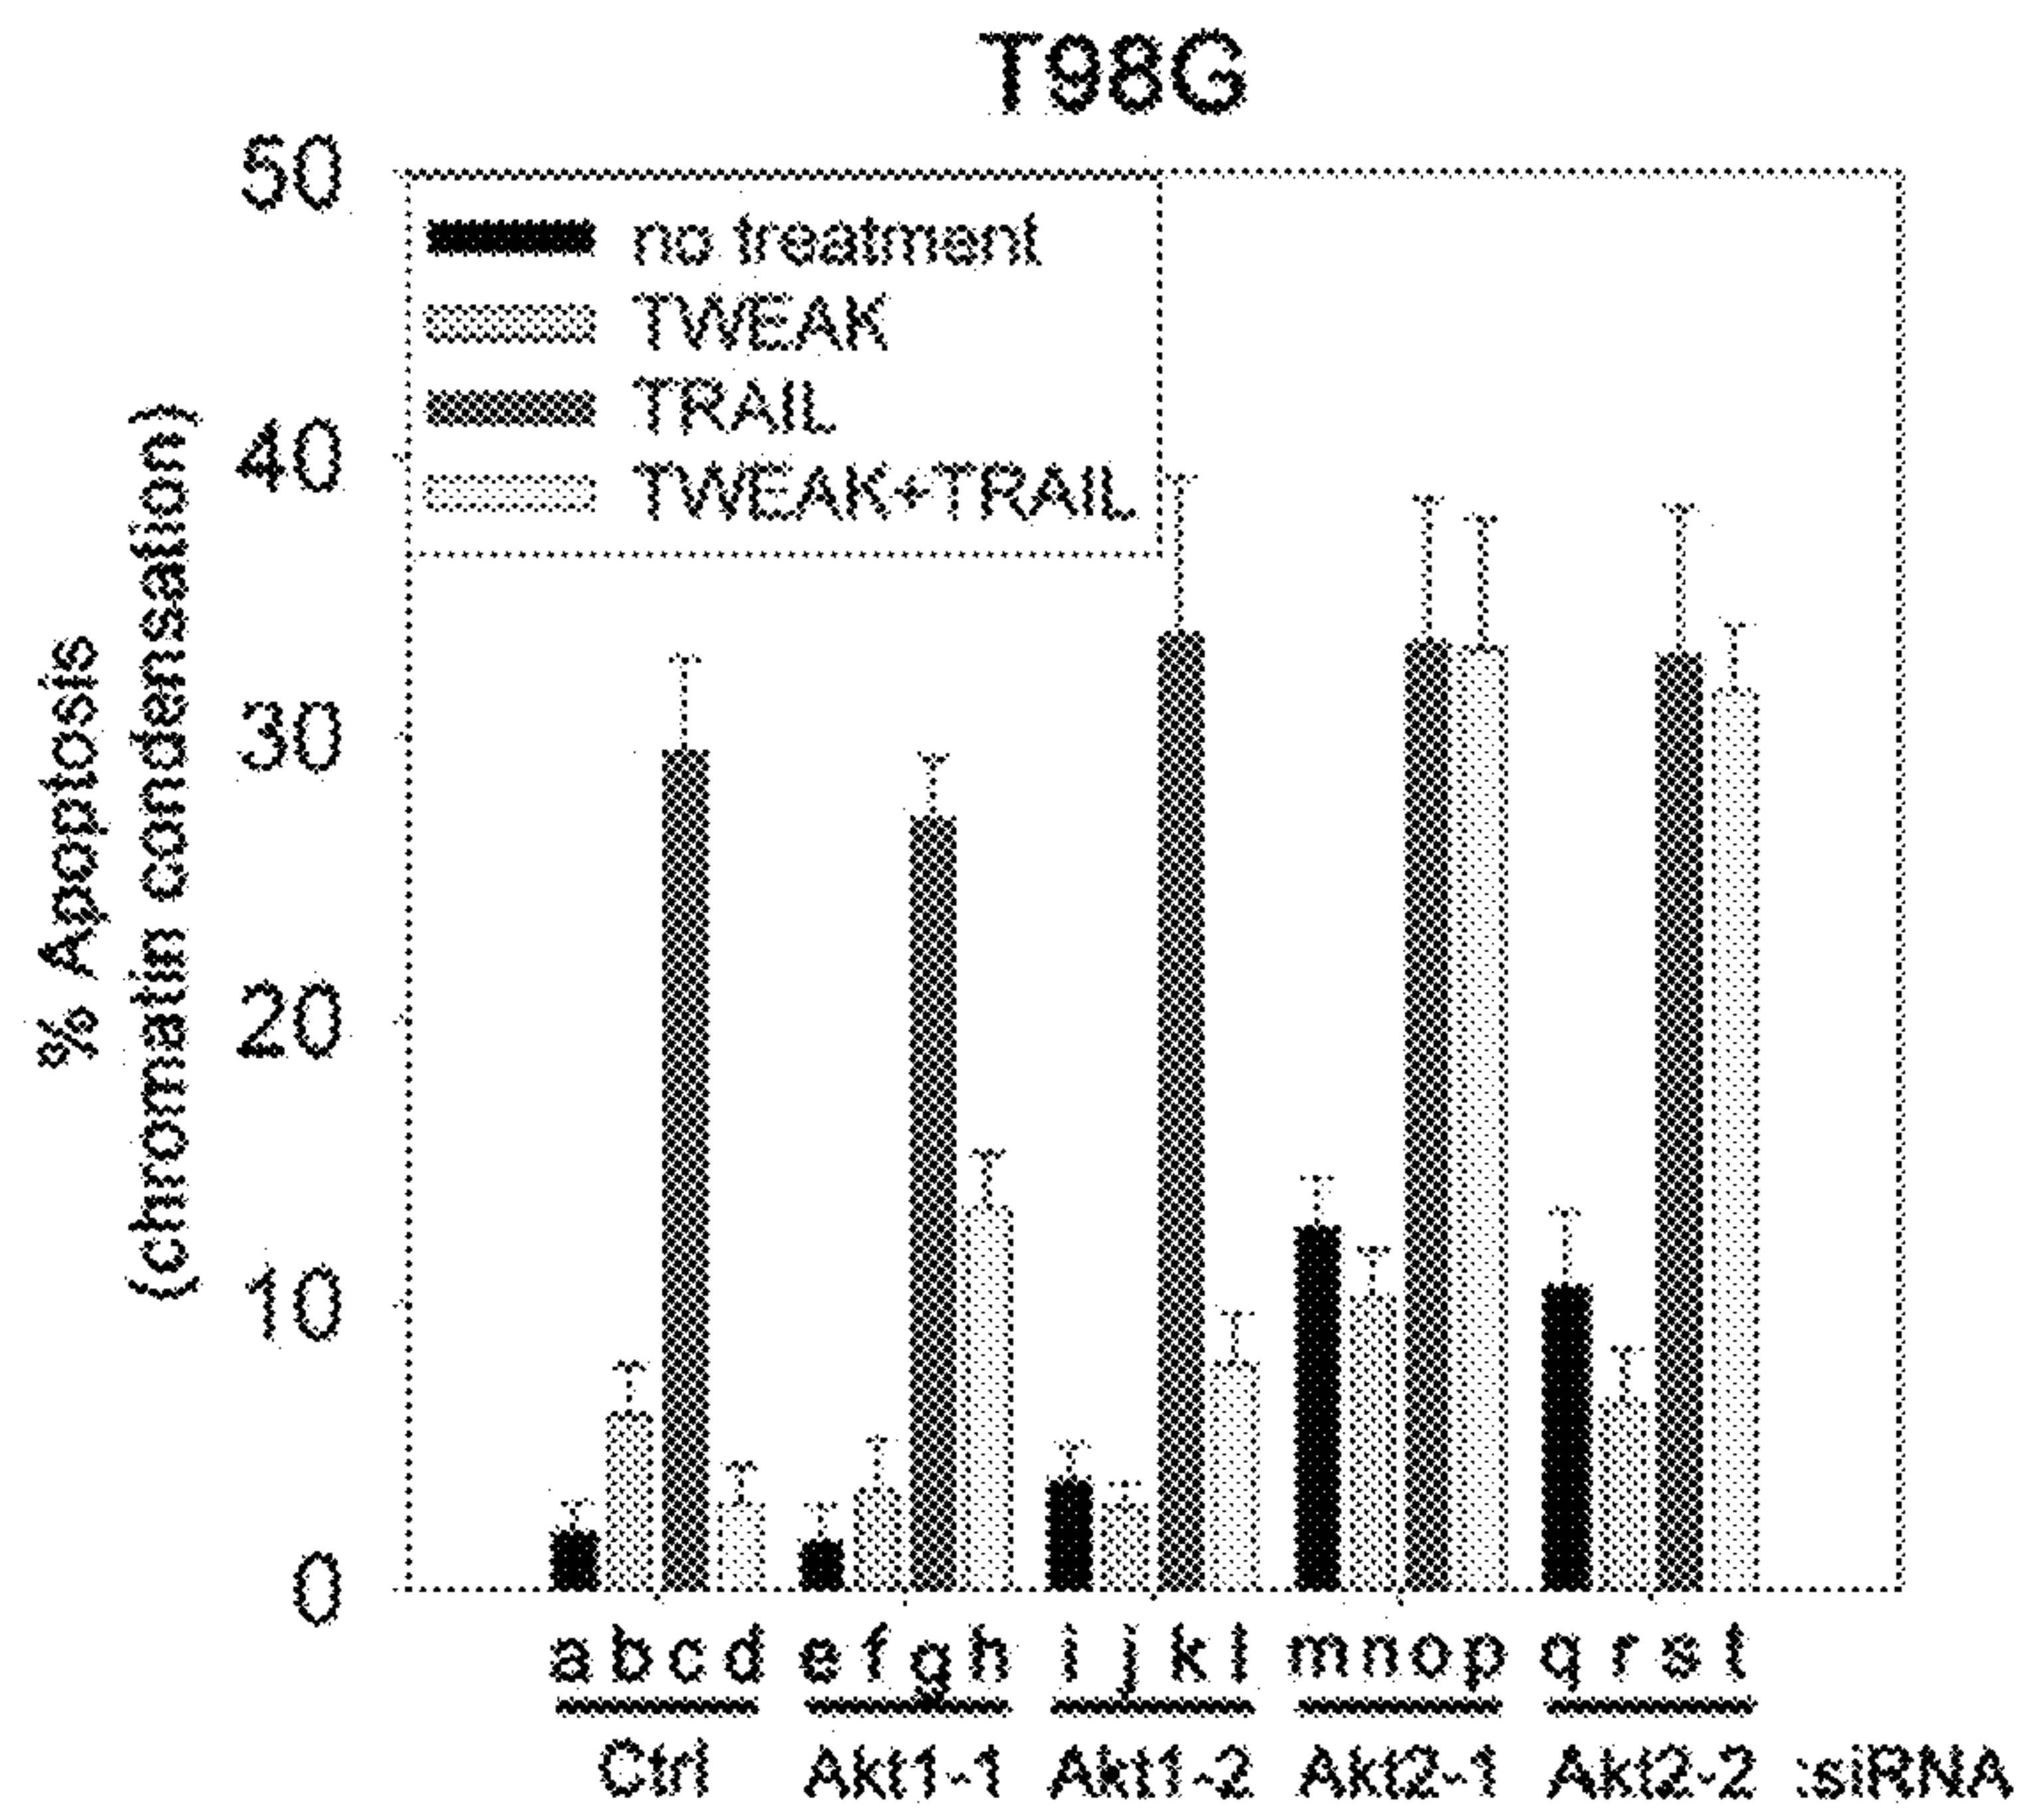 T98G
50
40
30
20
10
0
% Apoptosis
(chromatin condensation)
no treatment
TWEAK
TRAIL
TWEAK+TRAIL
a b c d e f g h i j k l m n o p q r s t
Ctrl Akt1-1 Akt1-2 Akt2-1 Akt2-2 :siRNA